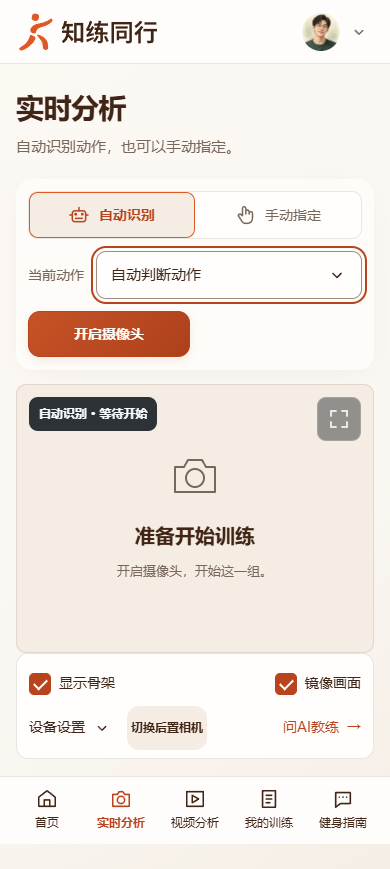 知练同行
实时分析
自动识别动作，也可以手动指定。
自动识别
手动指定
当前动作
自动判断动作
开启摄像头
自动识别 · 等待开始
准备开始训练
开启摄像头，开始这一组。
显示骨架
镜像画面
设备设置
切换后置相机
问AI教练 →
首页
实时分析
视频分析
我的训练
健身指南